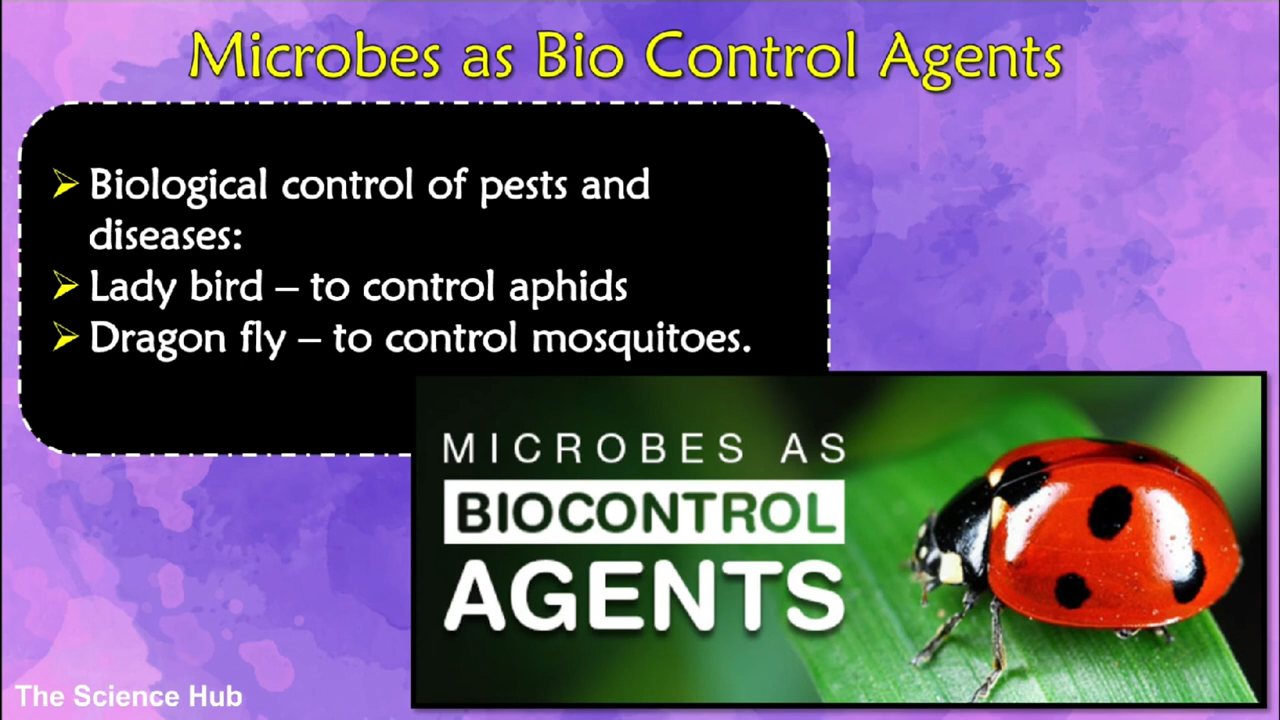 Microbes as Bio Control Agents
Biological control of pests and
diseases:
Lady bird – to control aphids
Dragon fly – to control mosquitoes.
MICROBES AS
BIOCONTROL
AGENTS
The Science Hub